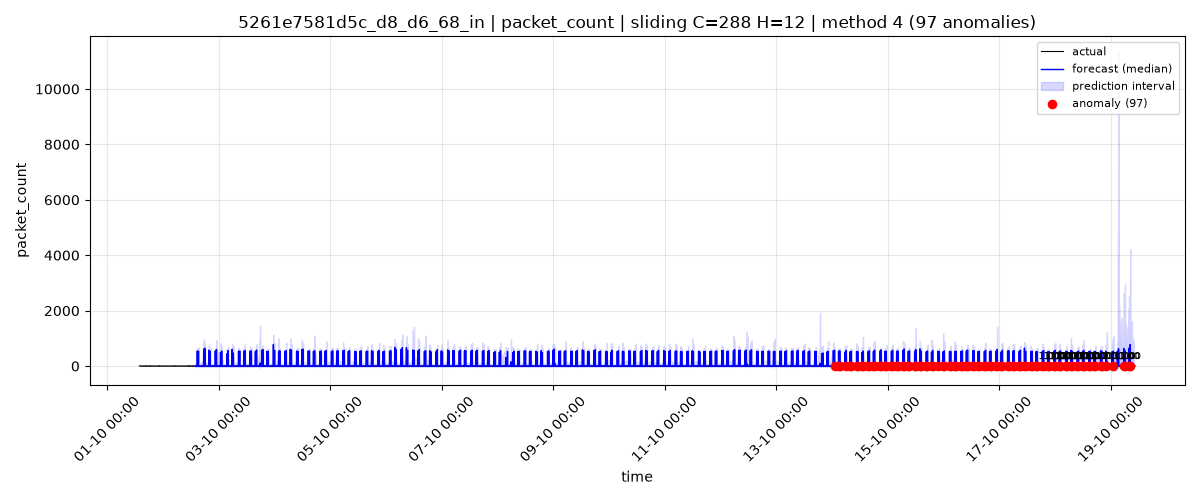 5261e7581d5c_d8_d6_68_in | packet_count | sliding C=288 H=12 | method 4 (97 anomalies)
actual
forecast (median)
prediction interval
anomaly (97)
packet_count
10000
8000
6000
4000
2000
0
01-10 00:00
03-10 00:00
05-10 00:00
07-10 00:00
09-10 00:00
11-10 00:00
13-10 00:00
15-10 00:00
17-10 00:00
19-10 00:00
time